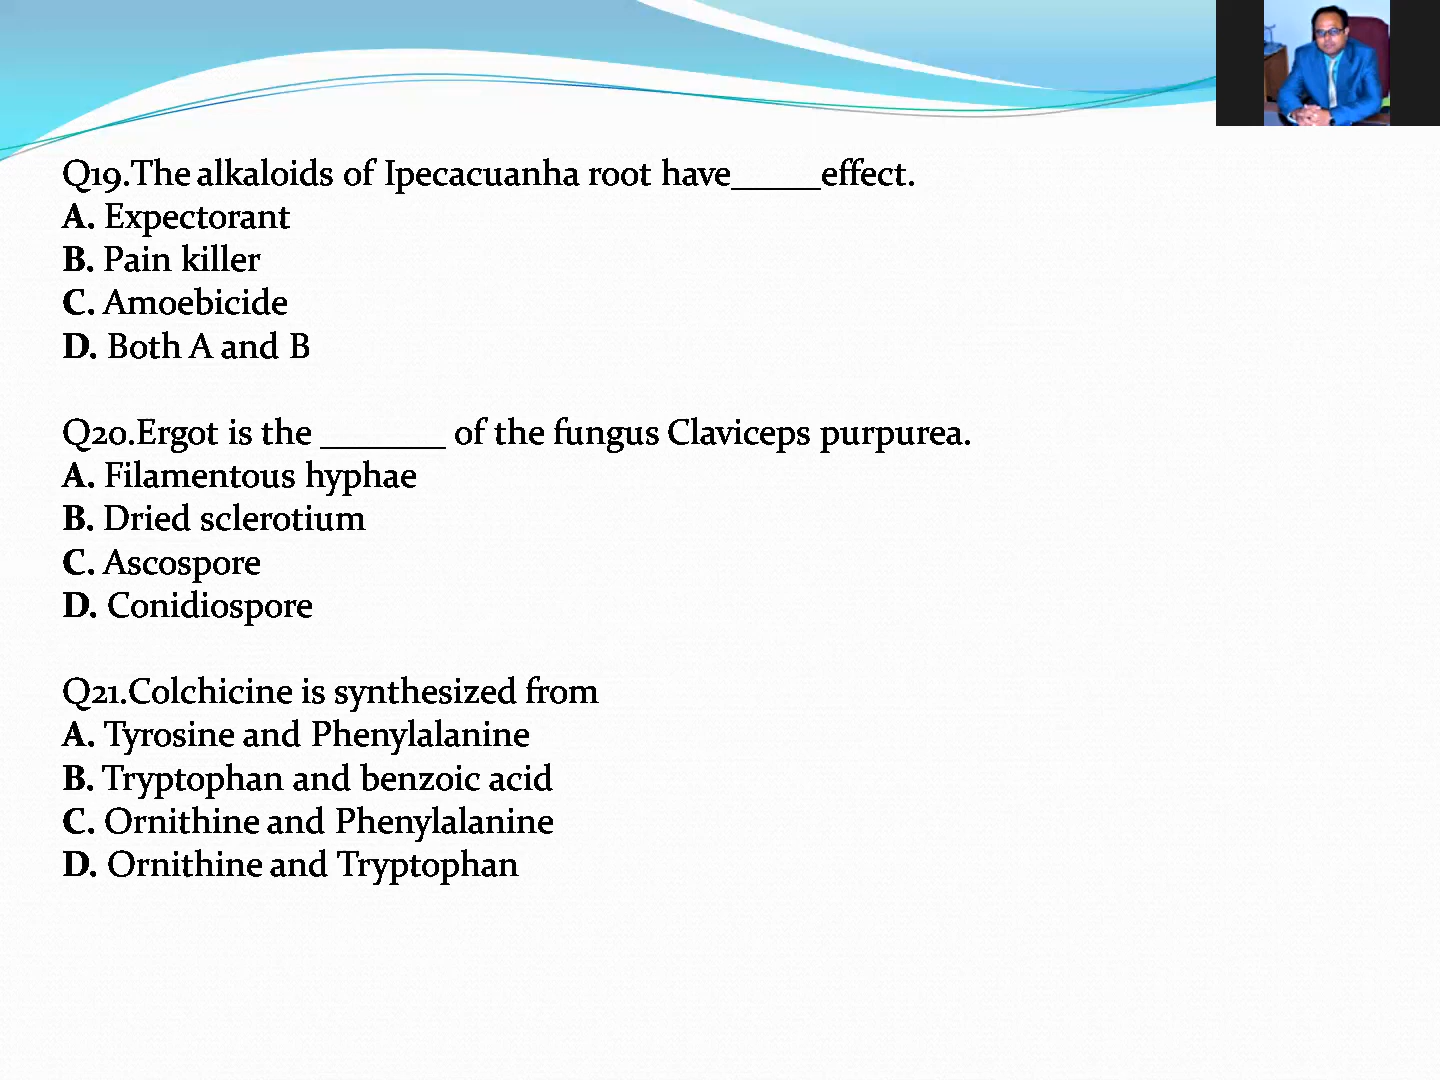 Q19.The alkaloids of Ipecacuanha root have_____effect.
A. Expectorant
B. Pain killer
C. Amoebicide
D. Both A and B
Q20.Ergot is the _______ of the fungus Claviceps purpurea.
A. Filamentous hyphae
B. Dried sclerotium
C. Ascospore
D. Conidiospore
Q21.Colchicine is synthesized from
A. Tyrosine and Phenylalanine
B. Tryptophan and benzoic acid
C. Ornithine and Phenylalanine
D. Ornithine and Tryptophan